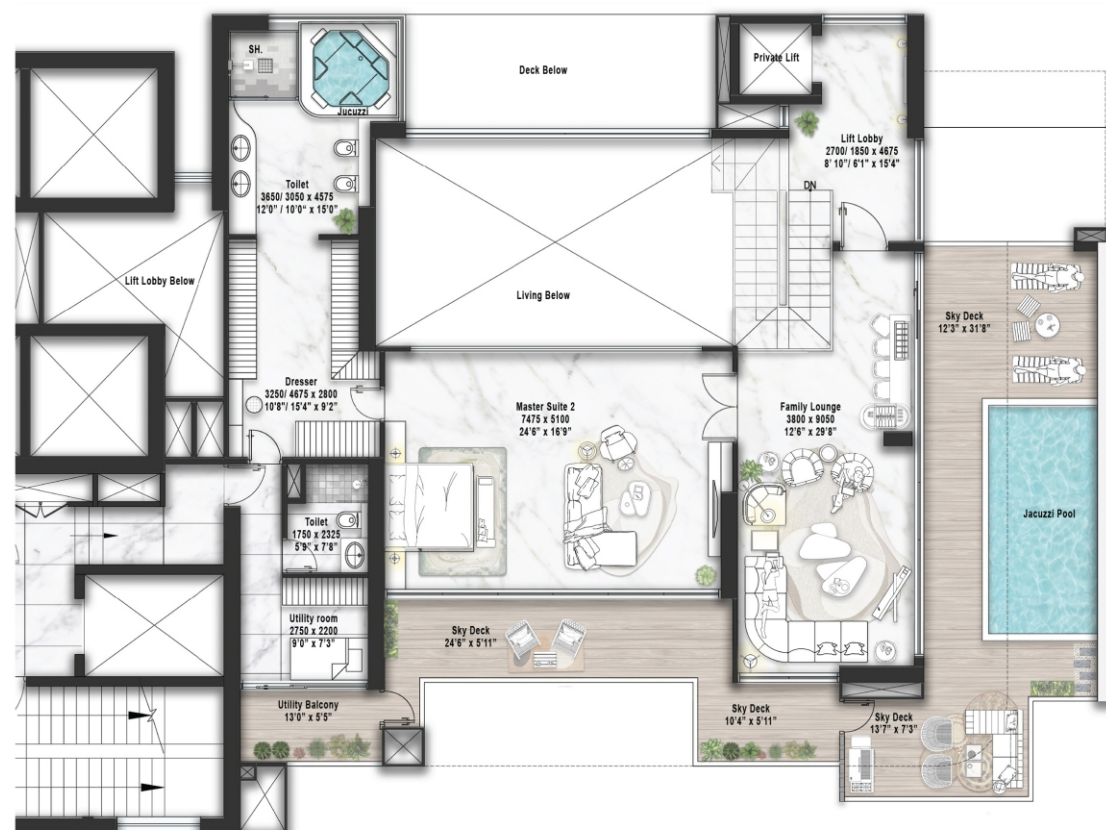 SH.
Jucuzzi
Deck Below
Private Lift
Lift Lobby
2700/ 1850 x 4675
8' 10"/ 6'1" x 15'4"
DN
Toilet
3650/ 3050 x 4575
12'0" / 10'0" x 15'0"
Lift Lobby Below
Living Below
Sky Deck
12'3" x 31'8"
Dresser
3250/ 4675 x 2800
10'8"/ 15'4" x 9'2"
Master Suite 2
7475 x 5100
24'6" x 16'9"
Family Lounge
3800 x 9050
12'6" x 29'8"
Jacuzzi Pool
Toilet
1750 x 2325
5'9" x 7'8"
Utility room
2750 x 2200
9'0" x 7'3"
Sky Deck
24'6" x 5'11"
Utility Balcony
13'0" x 5'5"
Sky Deck
10'4" x 5'11"
Sky Deck
13'7" x 7'3"